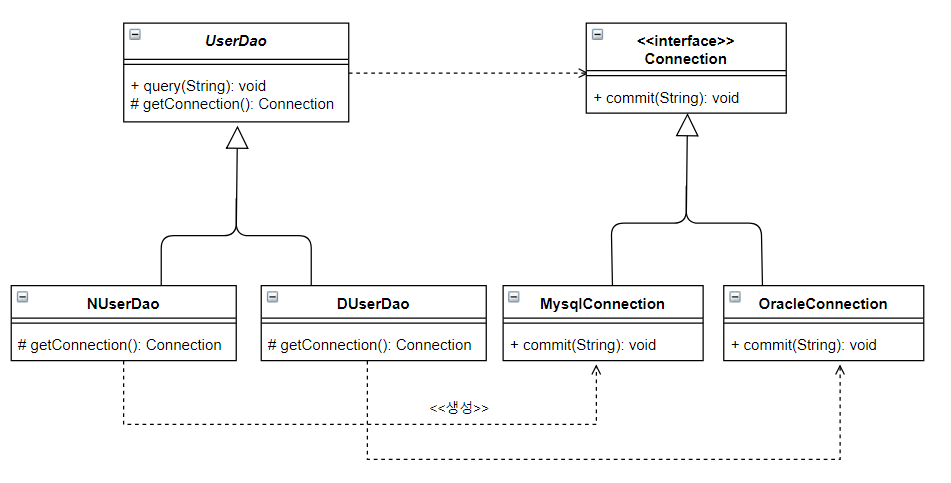 UserDao
+ query(String): void
# getConnection(): Connection
<<interface>>
Connection
+ commit(String): void
NUserDao
# getConnection(): Connection
DUserDao
# getConnection(): Connection
MysqlConnection
+ commit(String): void
OracleConnection
+ commit(String): void
<<생성>>